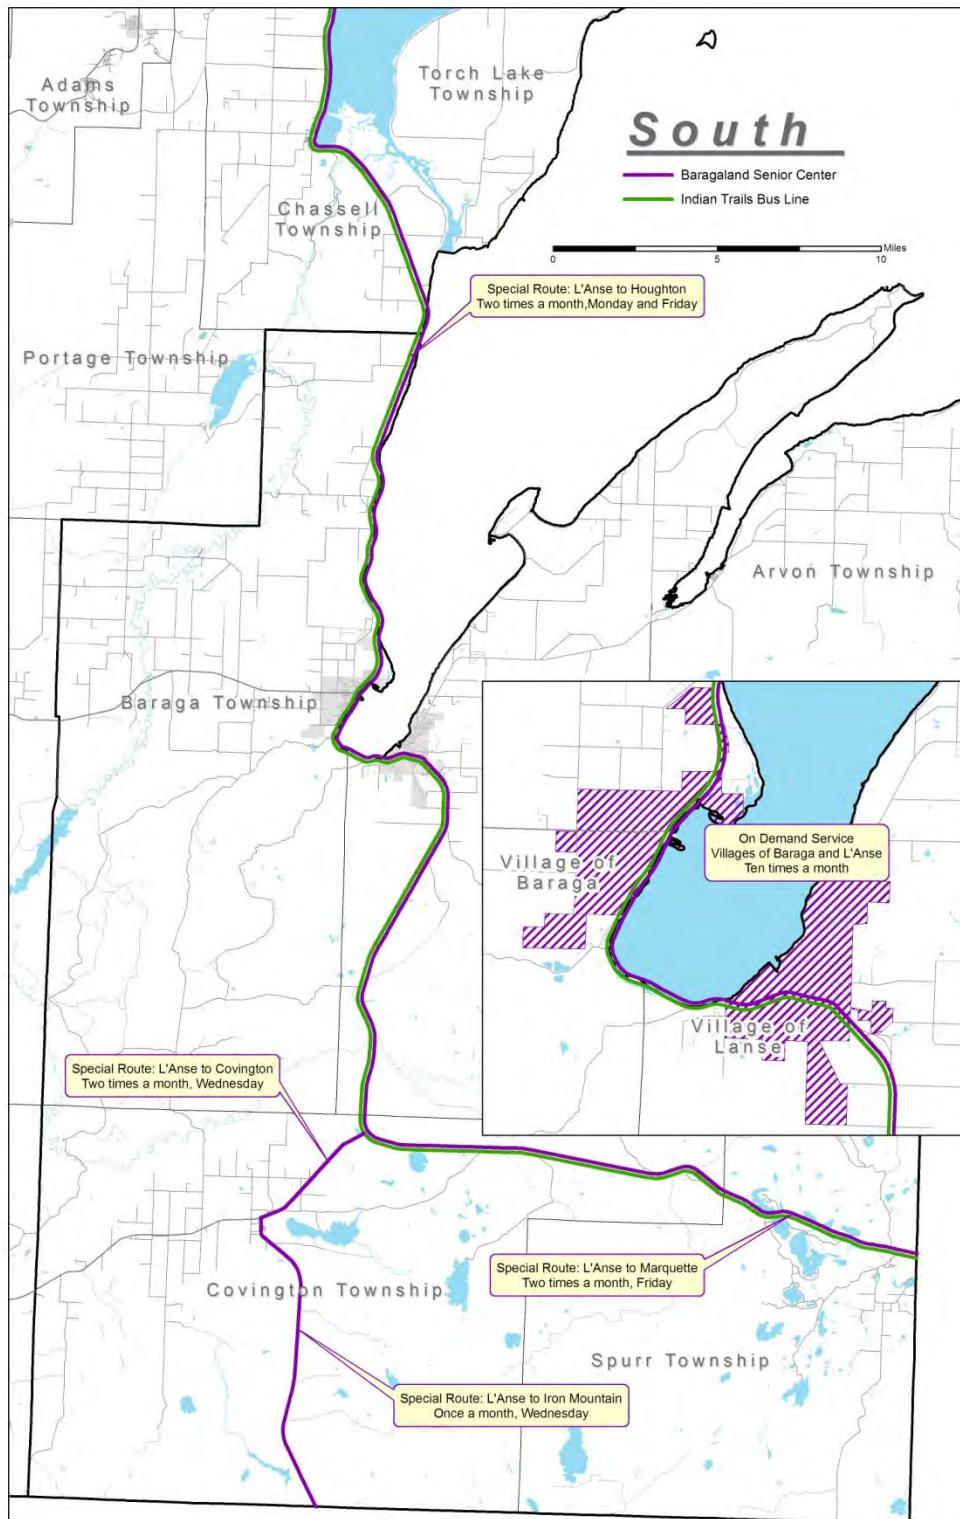 Adams
Township
Torch Lake
Township
South
Baragaland Senior Center
Indian Trails Bus Line
Chassell
Township
Miles
0
5
10
Special Route: L'Anse to Houghton
Two times a month,Monday and Friday
Portage Township
Arvon Township
Baraga Township
On Demand Service
Villages of Baraga and L'Anse
Ten times a month
Village of
Baraga
Village of
Lanse
Special Route: L'Anse to Covington
Two times a month, Wednesday
Special Route: L'Anse to Marquette
Two times a month, Friday
Covington Township
Spurr Township
Special Route: L'Anse to Iron Mountain
Once a month, Wednesday